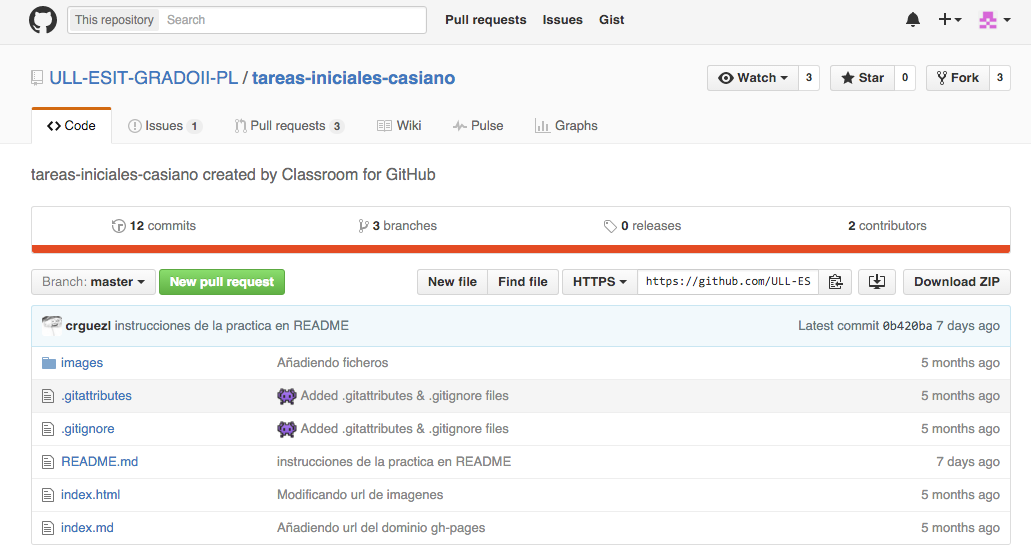 This repository Search Pull requests Issues Gist
ULL-ESIT-GRADOII-PL / tareas-iniciales-casiano Watch 3 Star 0 Fork 3
Code Issues 1 Pull requests 3 Wiki Pulse Graphs
tareas-iniciales-casiano created by Classroom for GitHub
12 commits 3 branches 0 releases 2 contributors
Branch: master New pull request New file Find file HTTPS https://github.com/ULL-ES Download ZIP
crguezl instrucciones de la practica en README Latest commit 0b420ba 7 days ago
images Añadiendo ficheros 5 months ago
.gitattributes Added .gitattributes & .gitignore files 5 months ago
.gitignore Added .gitattributes & .gitignore files 5 months ago
README.md instrucciones de la practica en README 7 days ago
index.html Modificando url de imagenes 5 months ago
index.md Añadiendo url del dominio gh-pages 5 months ago